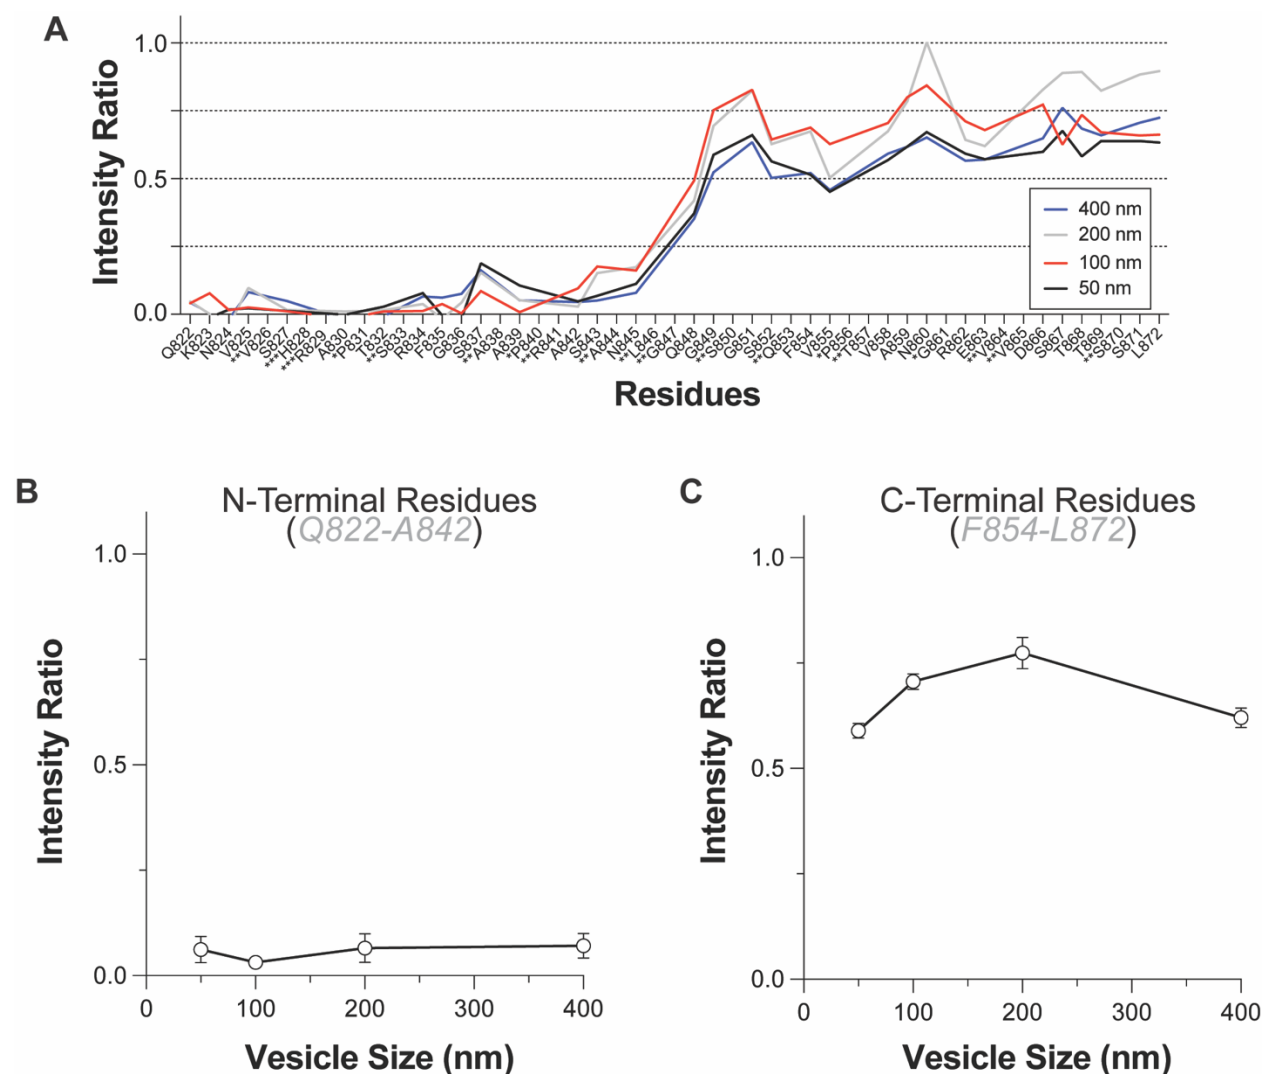 A
Intensity Ratio
1.0
0.5
0.0
400 nm
200 nm
100 nm
50 nm
Q822
K823
N824
V825
**V826
S827
**H828
***R829
A830
*P831
T832
**S833
R834
F835
G836
S837
**A838
A839
*P840
**R841
A842
S843
**A844
N845
**L846
*G847
Q848
G849
**S850
G851
S852
**Q853
F854
V855
*P856
**T857
V858
A859
N860
*G861
R862
E863
**V864
**V865
D866
S867
T868
T869
**S870
S871
L872
Residues
B
N-Terminal Residues
(Q822-A842)
Intensity Ratio
1.0
0.5
0.0
0 100 200 300 400
Vesicle Size (nm)
C
C-Terminal Residues
(F854-L872)
Intensity Ratio
1.0
0.5
0.0
0 100 200 300 400
Vesicle Size (nm)